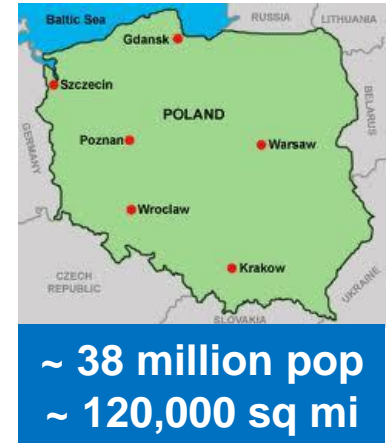 Baltic Sea
RUSSIA
LITHUANIA
Gdansk
Szczecin
POLAND
BELARUS
GERMANY
Poznan
Warsaw
Wroclaw
Krakow
CZECH
REPUBLIC
UKRAINE
SLOVAKIA
~ 38 million pop
~ 120,000 sq mi